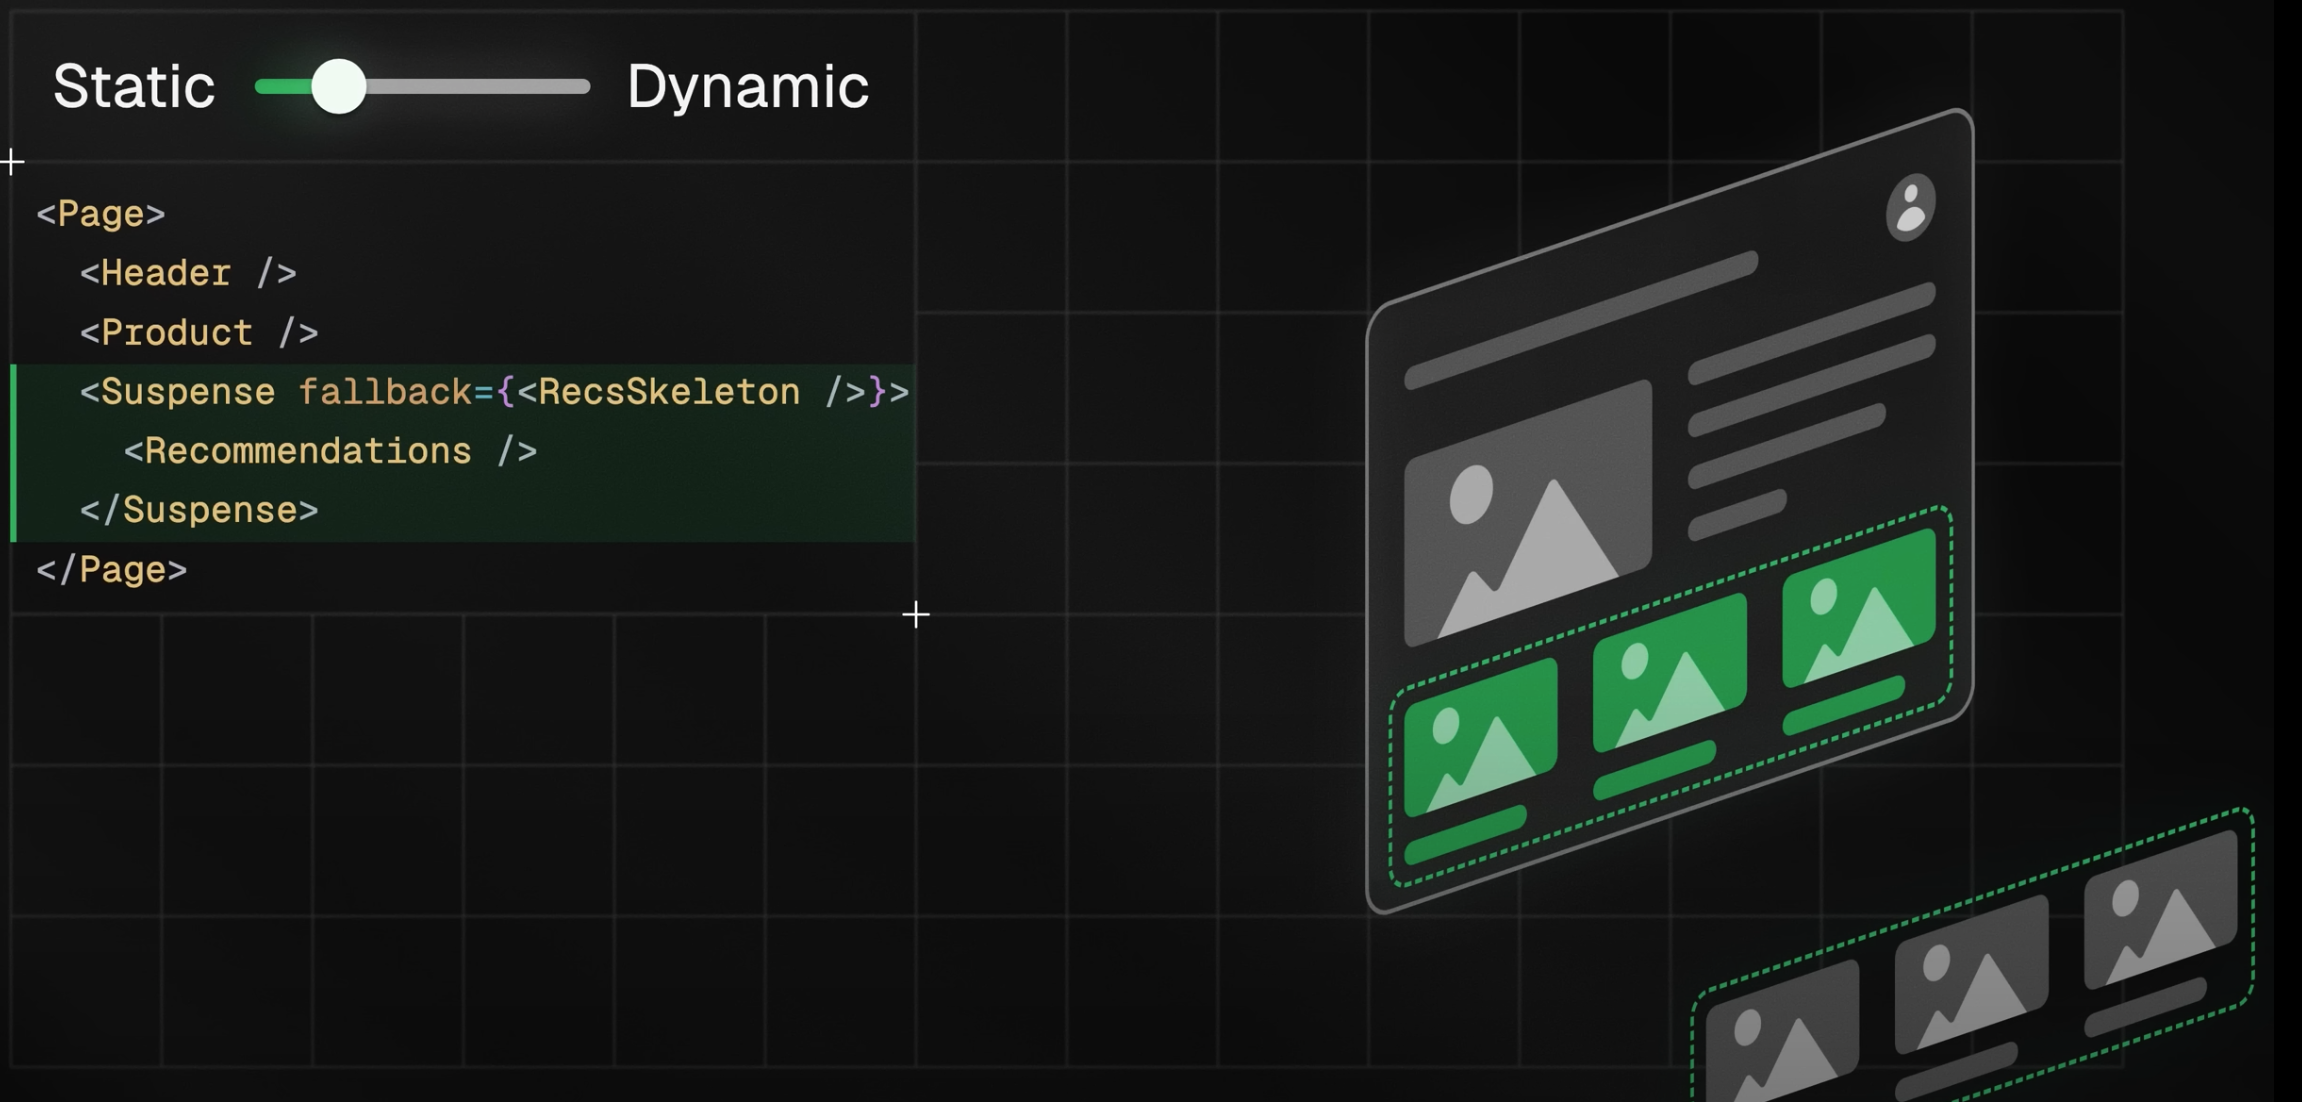 Static Dynamic
<Page>
  <Header />
  <Product />
  <Suspense fallback={<RecsSkeleton />}>
    <Recommendations />
  </Suspense>
</Page>